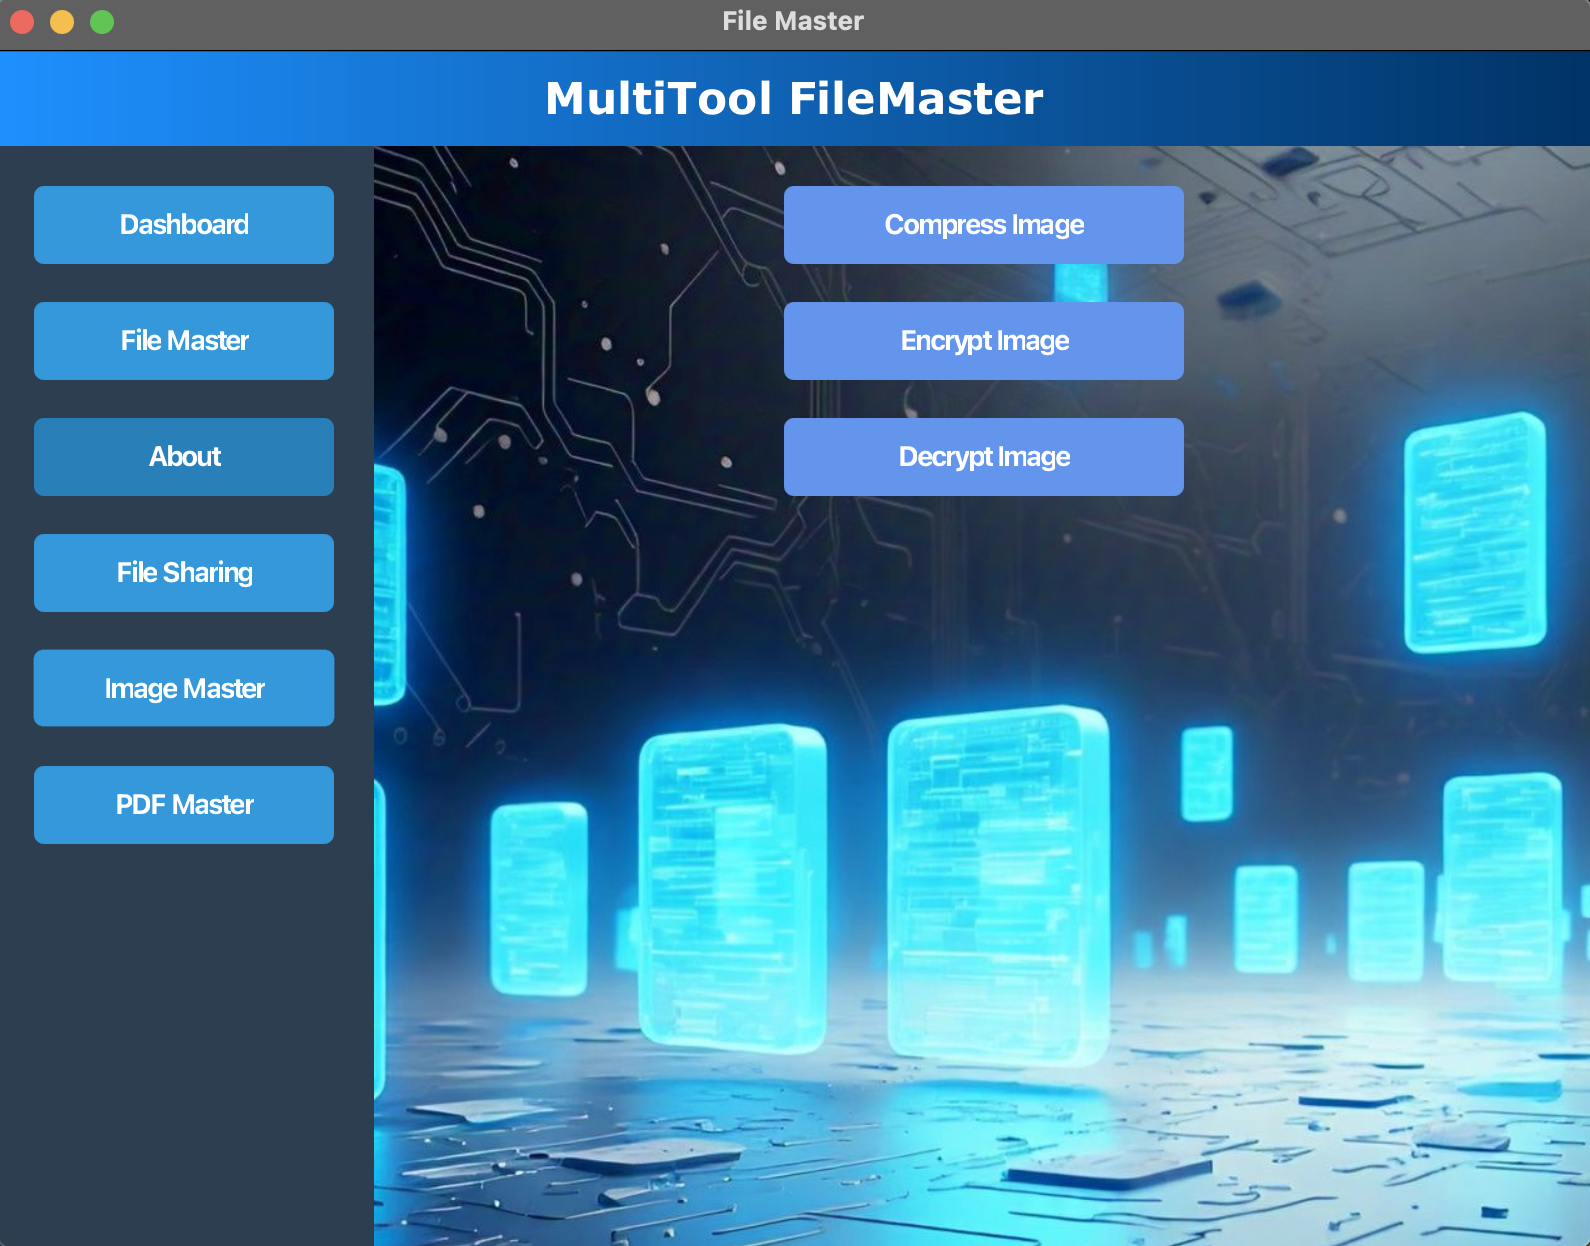 File Master
MultiTool FileMaster
Dashboard
File Master
About
File Sharing
Image Master
PDF Master
Compress Image
Encrypt Image
Decrypt Image